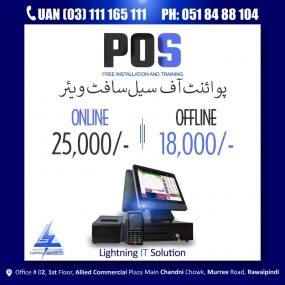 UAN (03) 111 165 111 PH: 051 84 88 104
POS
FREE INSTALLATION AND TRAINING
پوائنٹ آف سیل سافٹ ویئر
ONLINE
25,000/-
OFFLINE
18,000/-
Lightning IT Solution
Office # 02, 1st Floor, Allied Commercial Plaza Main Chandni Chowk, Murree Road, Rawalpindi